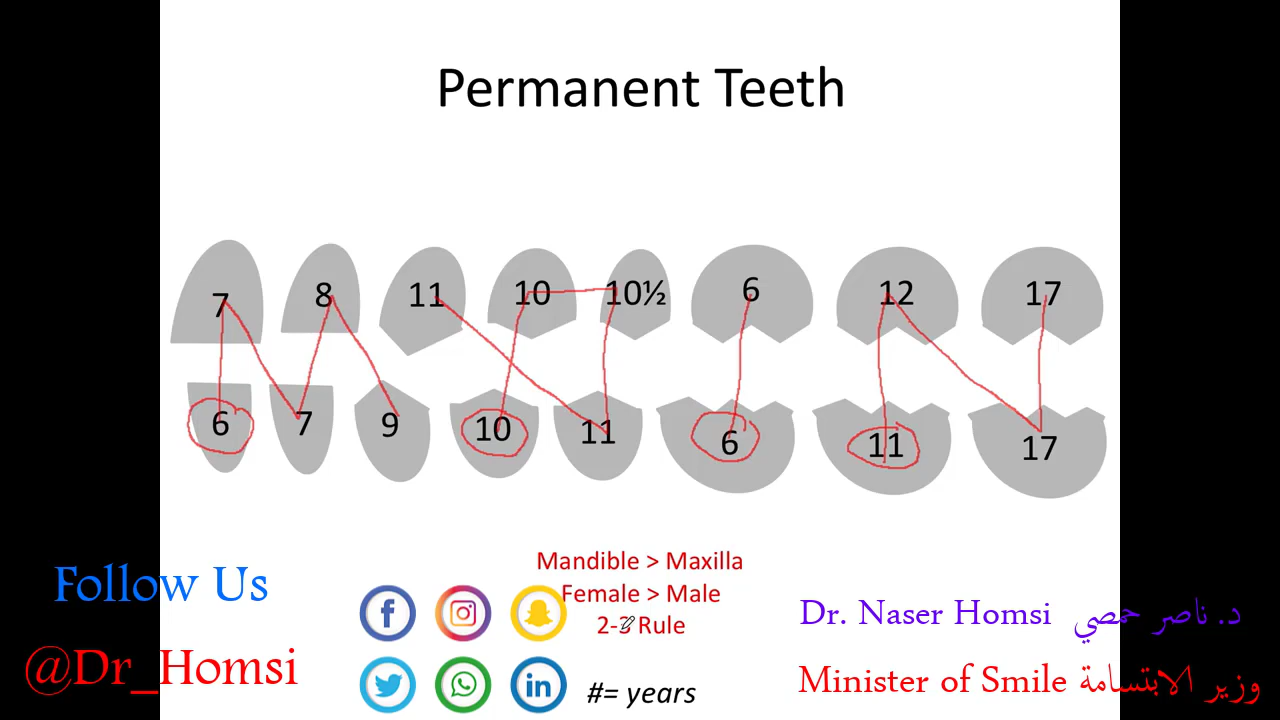 Permanent Teeth
7 8 11 10 10½ 6 12 17
6 7 9 10 11 6 11 17
Mandible > Maxilla
Female > Male
2-3 Rule
#= years
Follow Us
@Dr_Homsi
Dr. Naser Homsi د. ناصر حمصي
Minister of Smile وزير الابتسامة